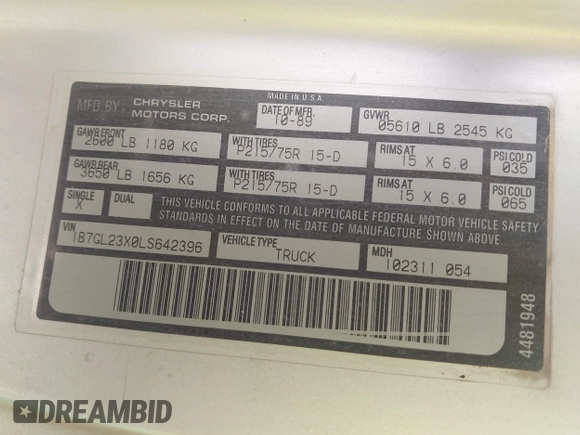 MADE IN U.S.A.
MFD BY CHRYSLER MOTORS CORP.
DATE OF MFR. 10-89
GVWR 05610 LB 2545 KG
GAWR FRONT 2600 LB 1180 KG
WITH TIRES P215/75R 15-D
RIMS AT 15 X 6.0
PSI COLD 035
GAWR REAR 3650 LB 1656 KG
WITH TIRES P215/75R 15-D
RIMS AT 15 X 6.0
PSI COLD 065
SINGLE X
DUAL
THIS VEHICLE CONFORMS TO ALL APPLICABLE FEDERAL MOTOR VEHICLE SAFETY
STANDARDS IN EFFECT ON THE DATE OF MANUFACTURE SHOWN ABOVE.
VIN 1B7GL23X0LS642396
VEHICLE TYPE TRUCK
MDH 102311 054
4481948
DREAMBID